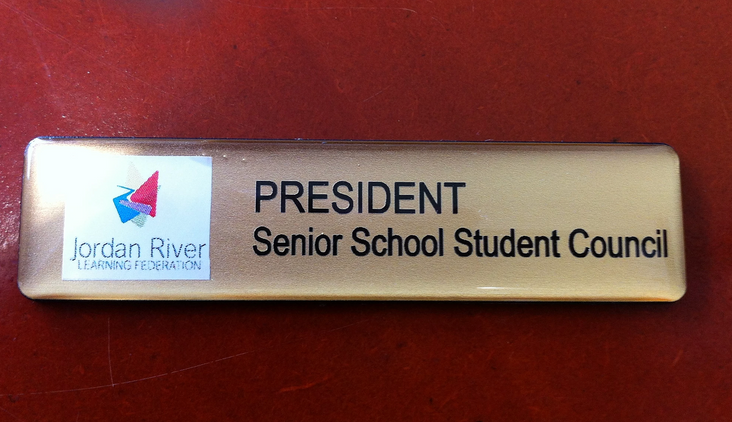 Jordan River
LEARNING FEDERATION
PRESIDENT
Senior School Student Council